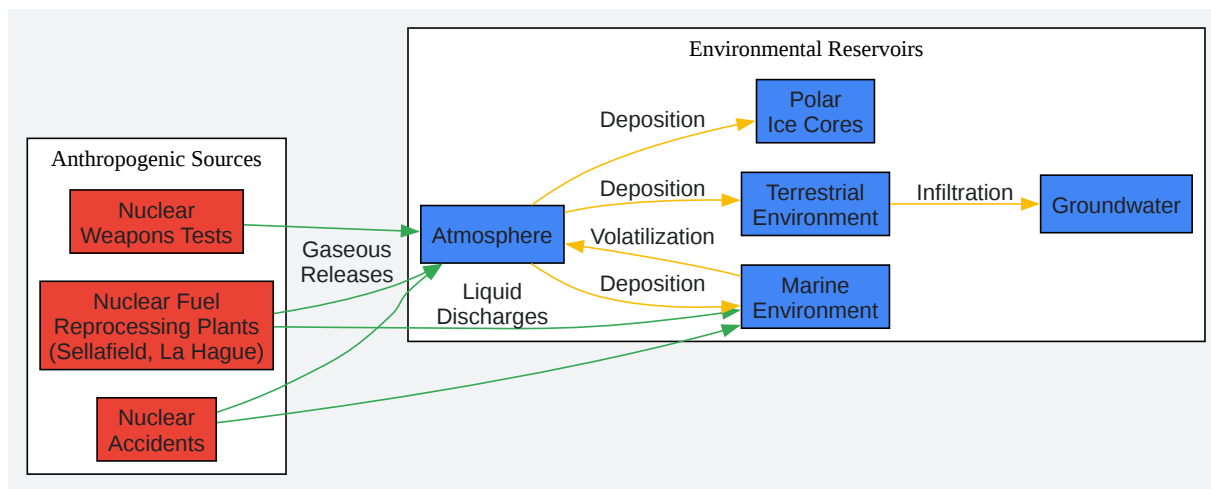 Environmental Reservoirs
Anthropogenic Sources
Nuclear
Weapons Tests
Nuclear Fuel
Reprocessing Plants
(Sellafield, La Hague)
Nuclear
Accidents
Gaseous
Releases
Liquid
Discharges
Atmosphere
Deposition
Deposition
Volatilization
Deposition
Polar
Ice Cores
Terrestrial
Environment
Marine
Environment
Infiltration
Groundwater